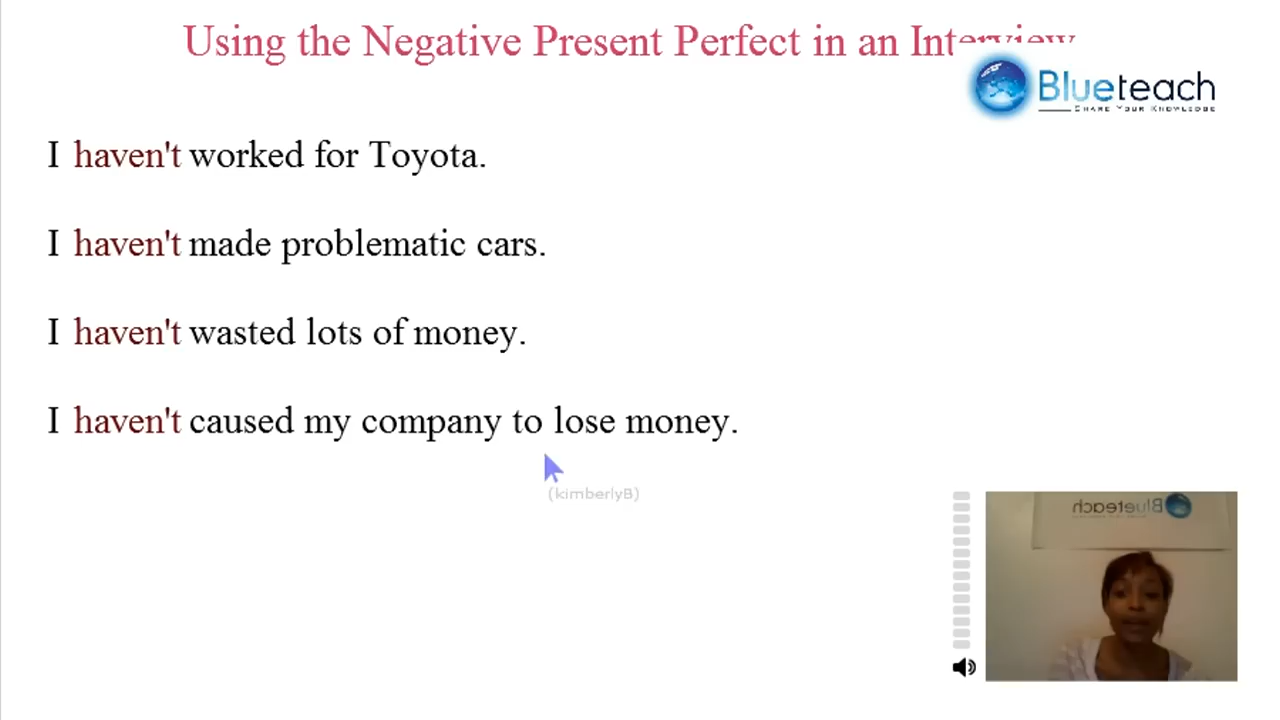 Using the Negative Present Perfect in an Interview
Blueteach
SHARE YOUR KNOWLEDGE
I haven't worked for Toyota.
I haven't made problematic cars.
I haven't wasted lots of money.
I haven't caused my company to lose money.
(kimberlyB)
Blueteach